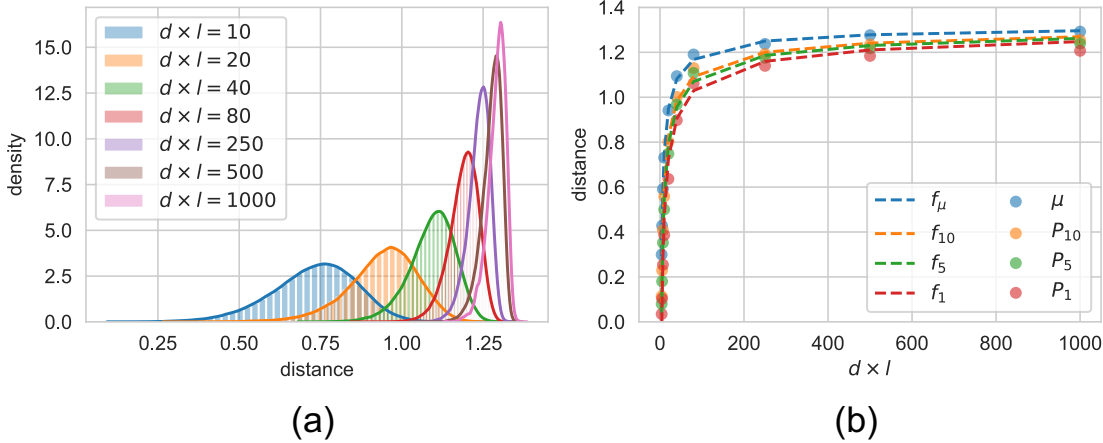 d × l = 10
d × l = 20
d × l = 40
d × l = 80
d × l = 250
d × l = 500
d × l = 1000
density
15.0
12.5
10.0
7.5
5.0
2.5
0.0
0.25 0.50 0.75 1.00 1.25
distance
(a)
distance
1.4
1.2
1.0
0.8
0.6
0.4
0.2
0.0
f_μ μ
f_10 P_10
f_5 P_5
f_1 P_1
0 200 400 600 800 1000
d × l
(b)